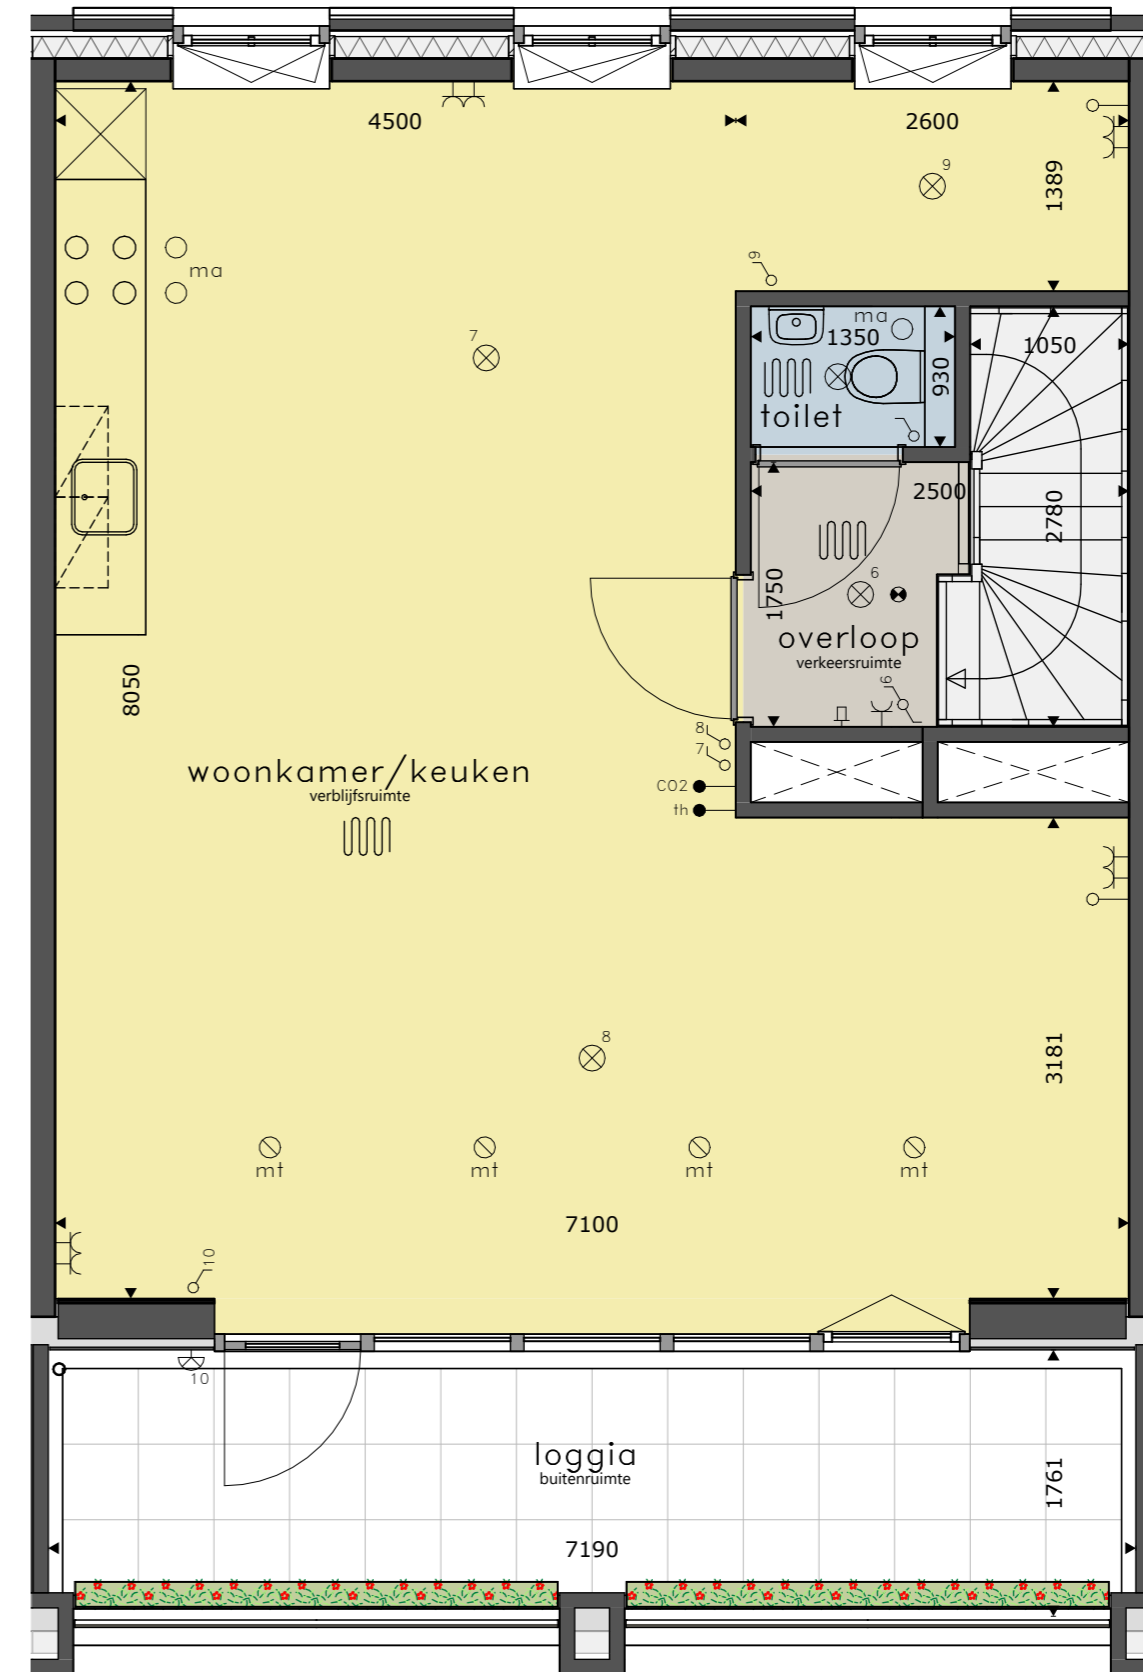 4500
2600
1389
9
9
ma
7
ma
1350
930
toilet
1050
2500
2780
1750
6
overloop
verkeersruimte
6
8050
8
7
CO2
th
woonkamer/keuken
verblijfsruimte
3181
8
mt
mt
mt
mt
7100
10
10
loggia
buitenruimte
1761
7190